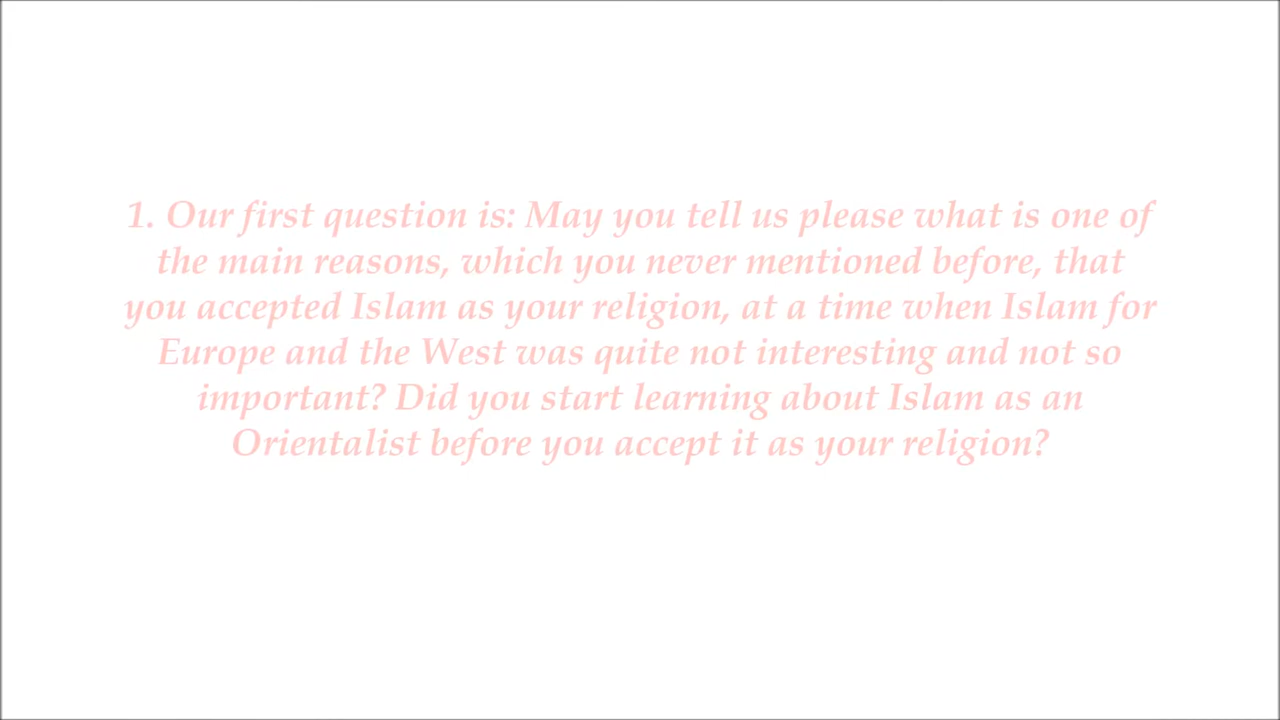 1. Our first question is: May you tell us please what is one of
the main reasons, which you never mentioned before, that
you accepted Islam as your religion, at a time when Islam for
Europe and the West was quite not interesting and not so
important? Did you start learning about Islam as an
Orientalist before you accept it as your religion?